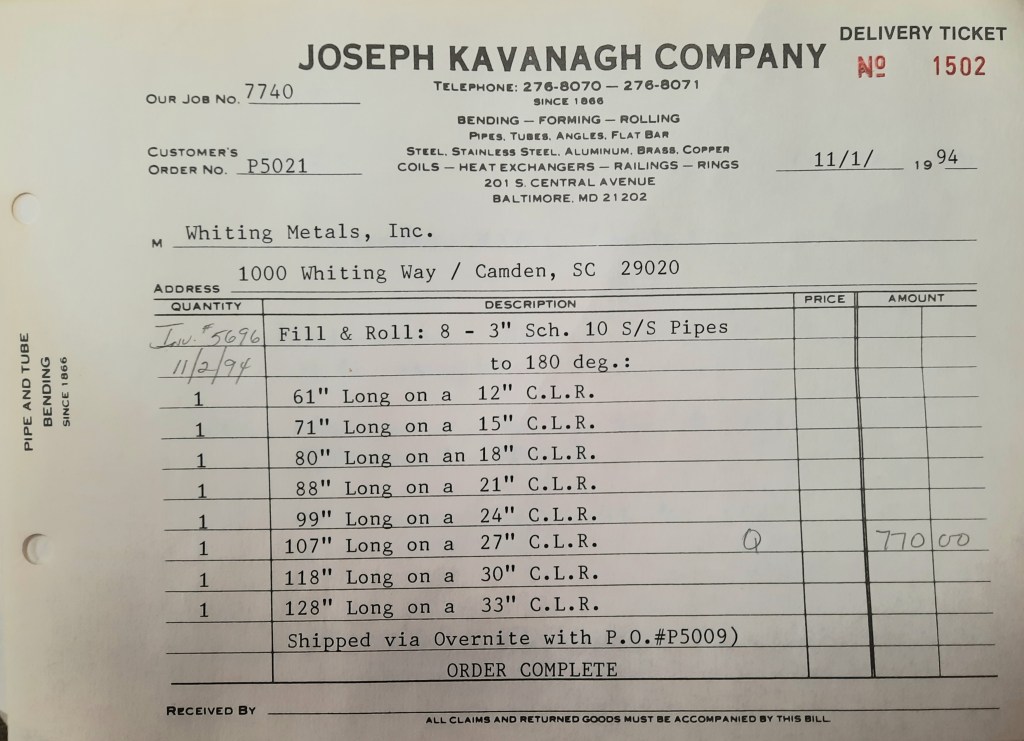 DELIVERY TICKET
JOSEPH KAVANAGH COMPANY
No 1502
OUR JOB NO. 7740
TELEPHONE: 276-8070 — 276-8071
SINCE 1866
BENDING — FORMING — ROLLING
PIPES, TUBES, ANGLES, FLAT BAR
STEEL, STAINLESS STEEL, ALUMINUM, BRASS, COPPER
COILS — HEAT EXCHANGERS — RAILINGS — RINGS
201 S. CENTRAL AVENUE
BALTIMORE, MD 21202
CUSTOMER'S
ORDER NO. P5021
11/1/ 19 94
M Whiting Metals, Inc.
ADDRESS 1000 Whiting Way / Camden, SC 29020
QUANTITY DESCRIPTION PRICE AMOUNT
Inv. #5696 Fill & Roll: 8 - 3" Sch. 10 S/S Pipes
11/2/94 to 180 deg.:
1 61" Long on a 12" C.L.R.
1 71" Long on a 15" C.L.R.
1 80" Long on an 18" C.L.R.
1 88" Long on a 21" C.L.R.
1 99" Long on a 24" C.L.R.
1 107" Long on a 27" C.L.R. Q 770 00
1 118" Long on a 30" C.L.R.
1 128" Long on a 33" C.L.R.
Shipped via Overnite with P.O.#P5009)
ORDER COMPLETE
RECEIVED BY
ALL CLAIMS AND RETURNED GOODS MUST BE ACCOMPANIED BY THIS BILL
PIPE AND TUBE
BENDING
SINCE 1866